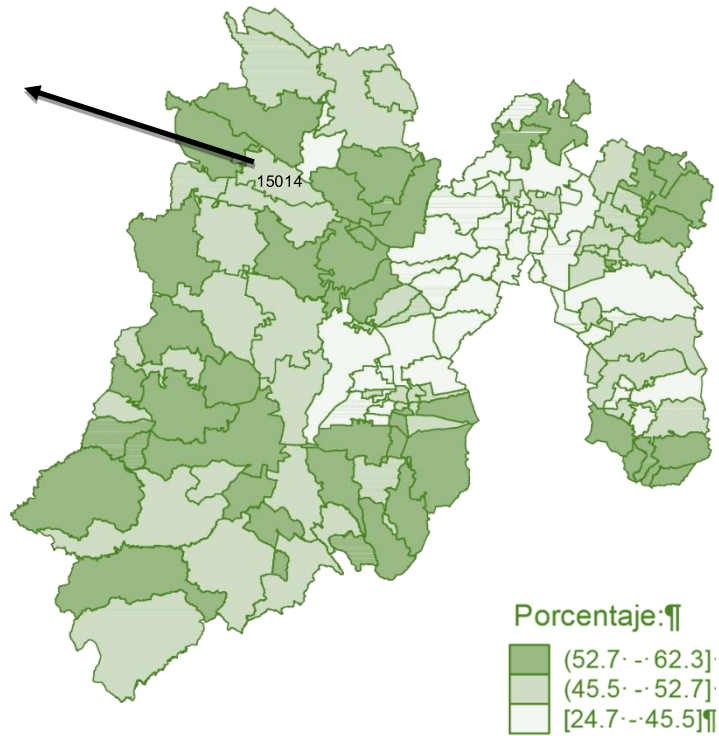 15014
Porcentaje:¶
(52.7· -· 62.3]·
(45.5· -· 52.7]·
[24.7·-·45.5]¶